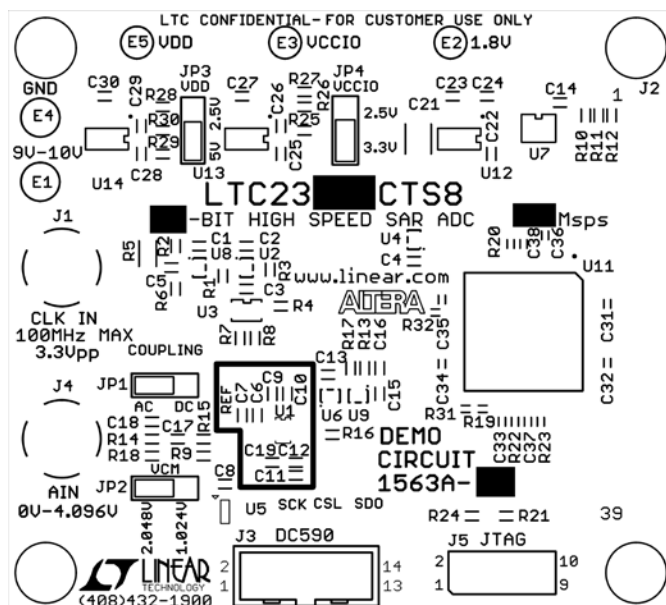 LTC CONFIDENTIAL-FOR CUSTOMER USE ONLY
E5 VDD
E3 VCCIO
E2 1.8V
GND
J2
C30
C29
R28
R30
R29
C28
U14
JP3
VDD
2.5V
5V
U13
C27
C26
R27
R26
R25
C25
JP4
VCCIO
2.5V
3.3V
C21
C23
C24
C22
U12
C14
U7
1
R10
R11
R12
E4
9V-10V
E1
LTC23 CTS8
-BIT HIGH SPEED SAR ADC
Msps
J1
R5
R2
C5
R6
C1
U8
R1
C2
U2
R3
C3
U3
R4
U4
C4
www.linear.com
ALTERA
R20
C38
C36
U11
CLK IN
100MHz MAX
3.3Vpp
R7
R8
R17
R13
C16
R32
C35
C31
COUPLING
J4
JP1
AC DC
REF
C7
C6
C9
C10
U1
C19
C12
C11
C13
U6
U9
C15
R16
C34
C32
R31
R19
C33
R22
C37
R23
C18
R14
R18
C17
R9
R15
VCM
JP2
2.048V
1.024V
AIN
0V-4.096V
C8
U5
SCK CSL SDO
DEMO
CIRCUIT
1563A-
R24
R21
39
J3 DC590
2
1
14
13
J5 JTAG
2
1
10
9
LINEAR
TECHNOLOGY
(408)432-1900